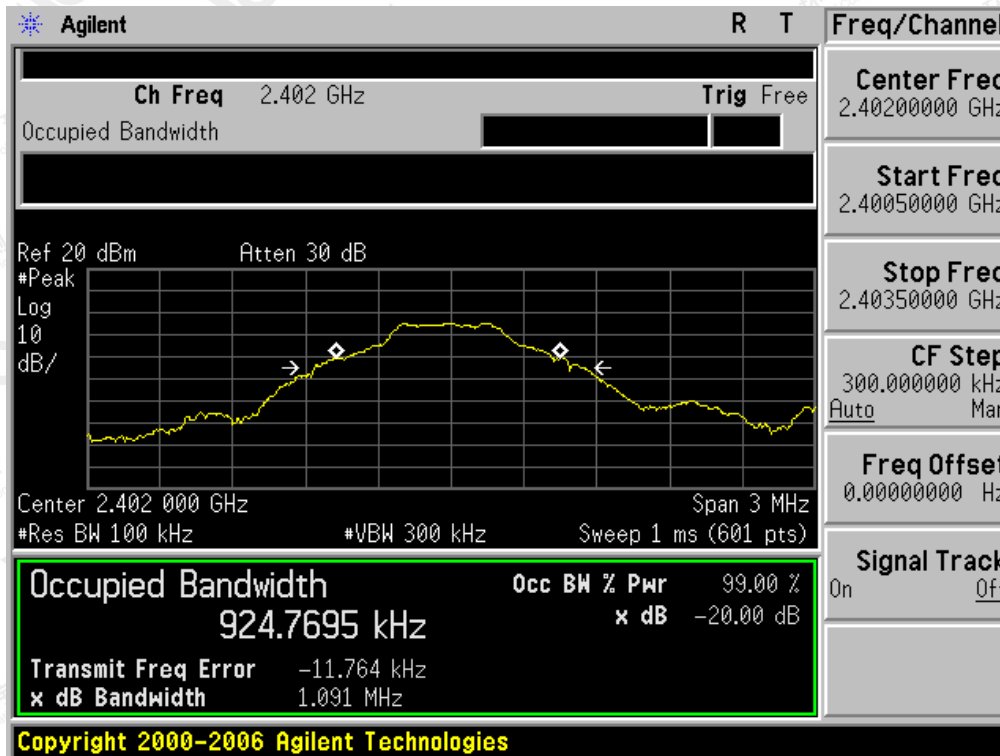 Agilent R T
Ch Freq 2.402 GHz Trig Free
Occupied Bandwidth
Ref 20 dBm Atten 30 dB
#Peak
Log
10
dB/
Center 2.402 000 GHz Span 3 MHz
#Res BW 100 kHz #VBW 300 kHz Sweep 1 ms (601 pts)
Occupied Bandwidth Occ BW % Pwr 99.00 %
924.7695 kHz x dB -20.00 dB
Transmit Freq Error -11.764 kHz
x dB Bandwidth 1.091 MHz
Copyright 2000-2006 Agilent Technologies
Freq/Channel
Center Freq
2.40200000 GHz
Start Freq
2.40050000 GHz
Stop Freq
2.40350000 GHz
CF Step
300.000000 kHz
Auto Man
Freq Offset
0.00000000 Hz
Signal Track
On Off